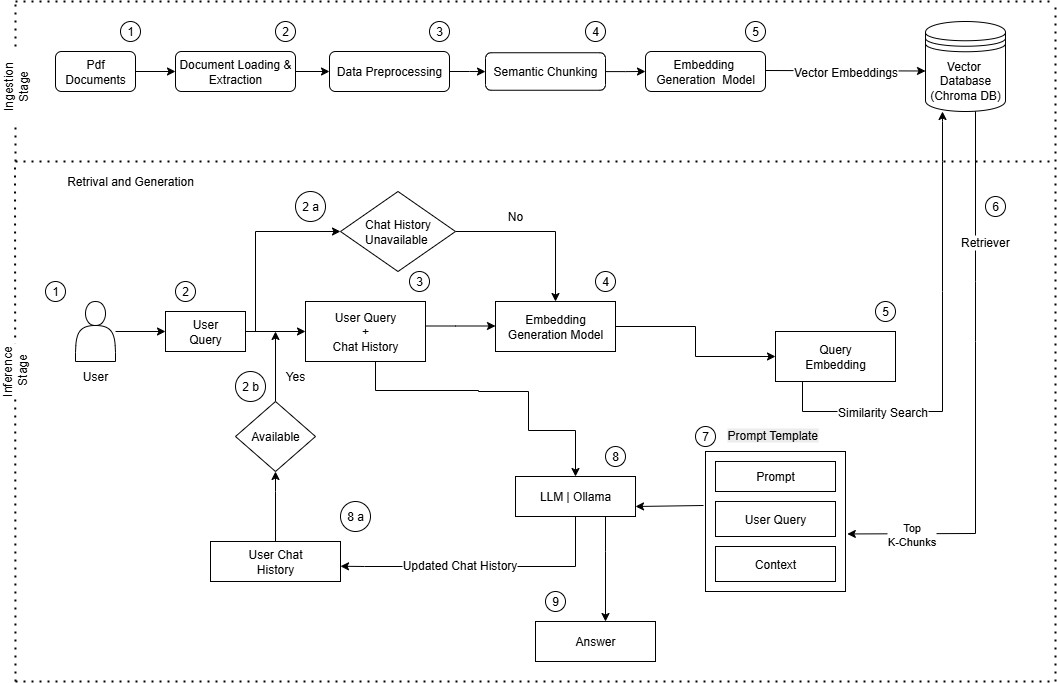 1
2
3
4
5
6
Ingestion
Stage
Pdf
Documents
Document Loading &
Extraction
Data Preprocessing
Semantic Chunking
Embedding
Generation Model
Vector Embeddings
Vector
Database
(Chroma DB)
Retrival and Generation
2 a
Chat History
Unavailable
No
6
Retriever
1
2
3
4
5
User
User
Query
User Query
+
Chat History
Embedding
Generation Model
Query
Embedding
Inference
Stage
2 b
Yes
Available
Similarity Search
7
Prompt Template
Prompt
User Query
Context
8
LLM | Ollama
Top
K-Chunks
8 a
User Chat
History
Updated Chat History
9
Answer